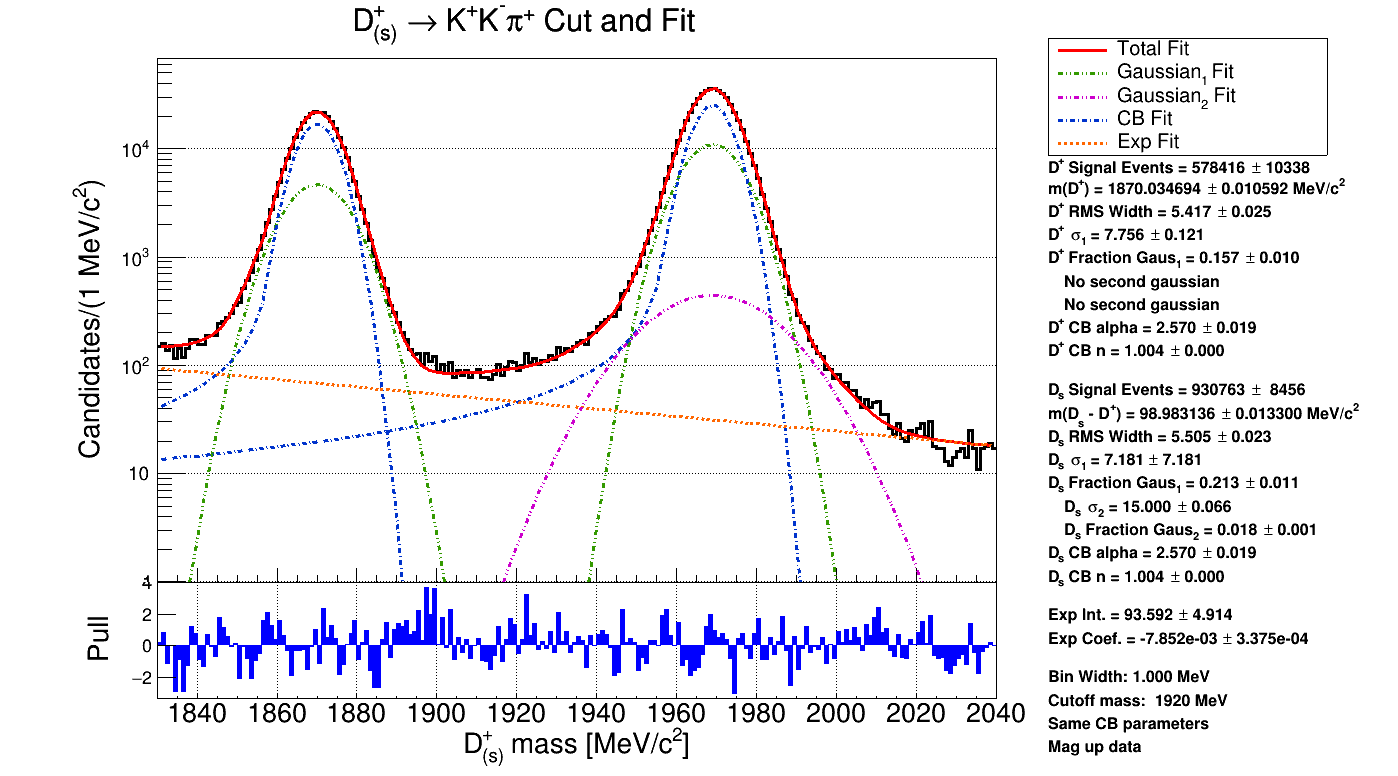 D⁺₍ₛ₎ → K⁺K⁻π⁺ Cut and Fit
Candidates/(1 MeV/c²)
10⁴
10³
10²
10
4
Pull
2
0
−2
1840 1860 1880 1900 1920 1940 1960 1980 2000 2020 2040
D⁺₍ₛ₎ mass [MeV/c²]
Total Fit
Gaussian₁ Fit
Gaussian₂ Fit
CB Fit
Exp Fit
D⁺ Signal Events = 578416 ± 10338
m(D⁺) = 1870.034694 ± 0.010592 MeV/c²
D⁺ RMS Width = 5.417 ± 0.025
D⁺ σ₁ = 7.756 ± 0.121
D⁺ Fraction Gaus₁ = 0.157 ± 0.010
No second gaussian
No second gaussian
D⁺ CB alpha = 2.570 ± 0.019
D⁺ CB n = 1.004 ± 0.000
Dₛ Signal Events = 930763 ± 8456
m(Dₛ - D⁺) = 98.983136 ± 0.013300 MeV/c²
Dₛ RMS Width = 5.505 ± 0.023
Dₛ σ₁ = 7.181 ± 7.181
Dₛ Fraction Gaus₁ = 0.213 ± 0.011
Dₛ σ₂ = 15.000 ± 0.066
Dₛ Fraction Gaus₂ = 0.018 ± 0.001
Dₛ CB alpha = 2.570 ± 0.019
Dₛ CB n = 1.004 ± 0.000
Exp Int. = 93.592 ± 4.914
Exp Coef. = -7.852e-03 ± 3.375e-04
Bin Width: 1.000 MeV
Cutoff mass: 1920 MeV
Same CB parameters
Mag up data